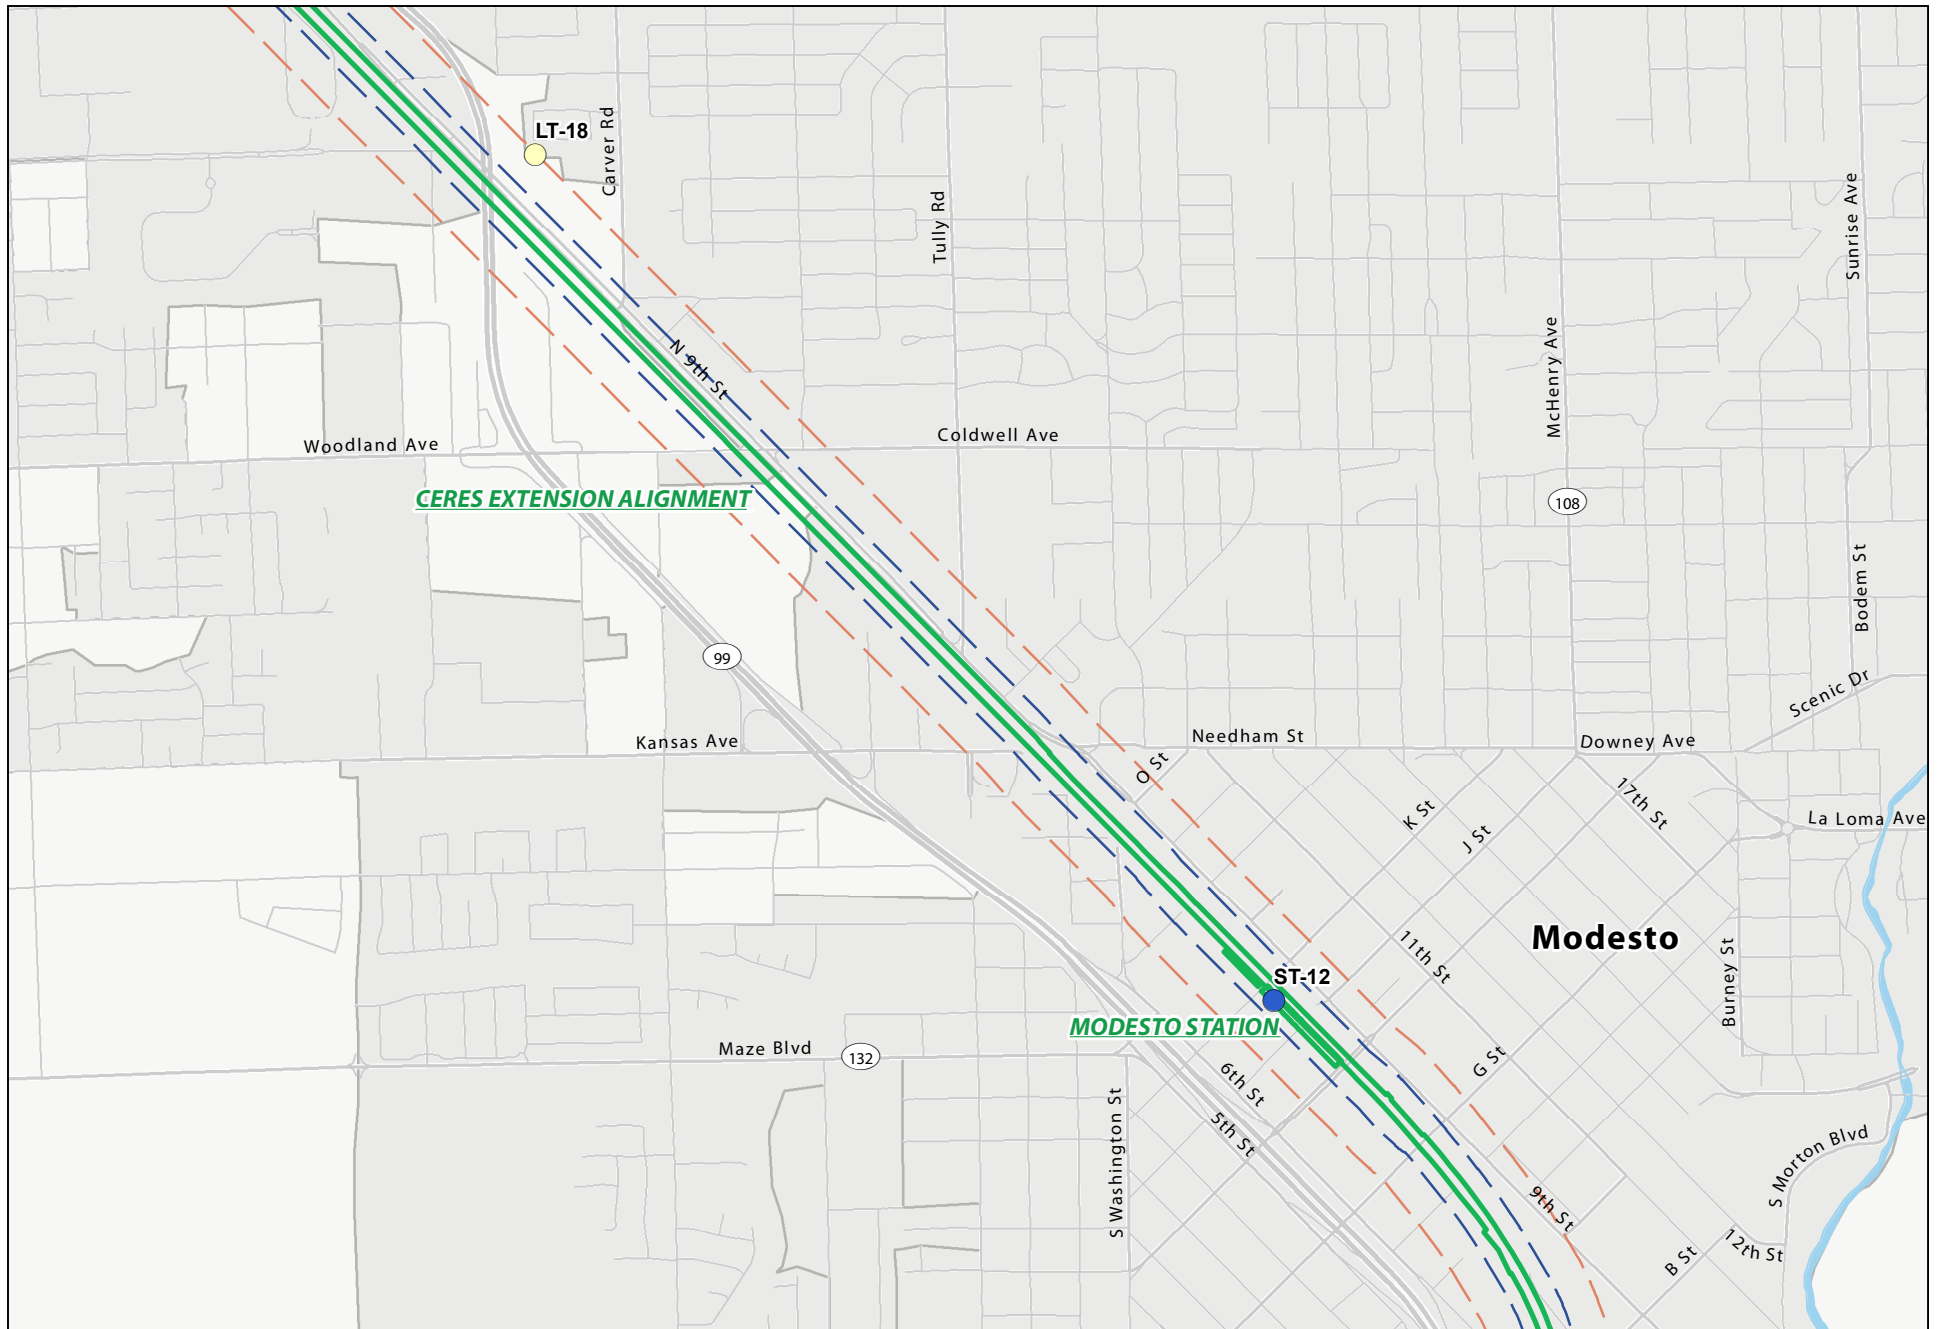 LT-18
Carver Rd
Tully Rd
Sunrise Ave
McHenry Ave
N 9th St
Woodland Ave
Coldwell Ave
CERES EXTENSION ALIGNMENT
108
Bodem St
99
Scenic Dr
Kansas Ave
Needham St
Downey Ave
O St
17th St
K St
J St
La Loma Ave
Modesto
11th St
Burney St
ST-12
MODESTO STATION
Maze Blvd
132
G St
6th St
5th St
S Washington St
S Morton Blvd
9th St
12th St
B St